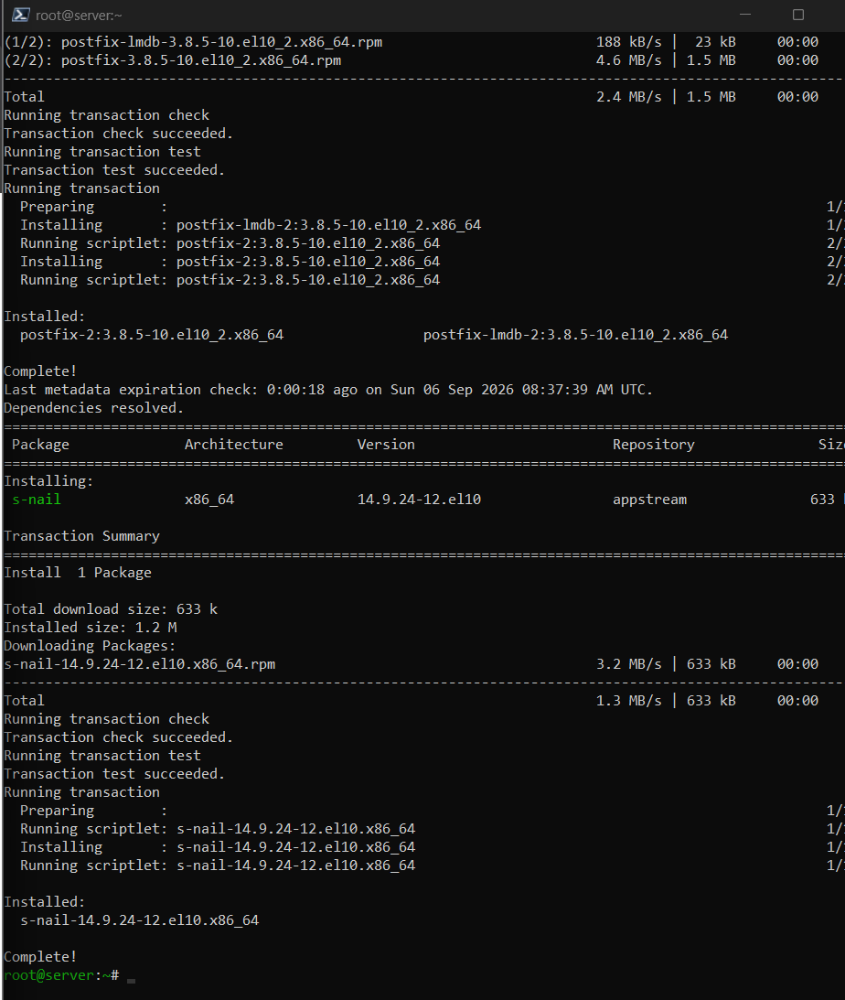 root@server:~
(1/2): postfix-lmdb-3.8.5-10.el10_2.x86_64.rpm 188 kB/s | 23 kB 00:00
(2/2): postfix-3.8.5-10.el10_2.x86_64.rpm 4.6 MB/s | 1.5 MB 00:00
--------------------------------------------------------------------------------
Total 2.4 MB/s | 1.5 MB 00:00
Running transaction check
Transaction check succeeded.
Running transaction test
Transaction test succeeded.
Running transaction
  Preparing        : 1/
  Installing       : postfix-lmdb-2:3.8.5-10.el10_2.x86_64 1/
  Running scriptlet: postfix-2:3.8.5-10.el10_2.x86_64 2/
  Installing       : postfix-2:3.8.5-10.el10_2.x86_64 2/
  Running scriptlet: postfix-2:3.8.5-10.el10_2.x86_64 2/
Installed:
  postfix-2:3.8.5-10.el10_2.x86_64 postfix-lmdb-2:3.8.5-10.el10_2.x86_64
Complete!
Last metadata expiration check: 0:00:18 ago on Sun 06 Sep 2026 08:37:39 AM UTC.
Dependencies resolved.
================================================================================
 Package Architecture Version Repository Size
================================================================================
Installing:
 s-nail x86_64 14.9.24-12.el10 appstream 633
Transaction Summary
================================================================================
Install  1 Package
Total download size: 633 k
Installed size: 1.2 M
Downloading Packages:
s-nail-14.9.24-12.el10.x86_64.rpm 3.2 MB/s | 633 kB 00:00
--------------------------------------------------------------------------------
Total 1.3 MB/s | 633 kB 00:00
Running transaction check
Transaction check succeeded.
Running transaction test
Transaction test succeeded.
Running transaction
  Preparing        : 1/
  Running scriptlet: s-nail-14.9.24-12.el10.x86_64 1/
  Installing       : s-nail-14.9.24-12.el10.x86_64 1/
  Running scriptlet: s-nail-14.9.24-12.el10.x86_64 1/
Installed:
  s-nail-14.9.24-12.el10.x86_64
Complete!
root@server:~#